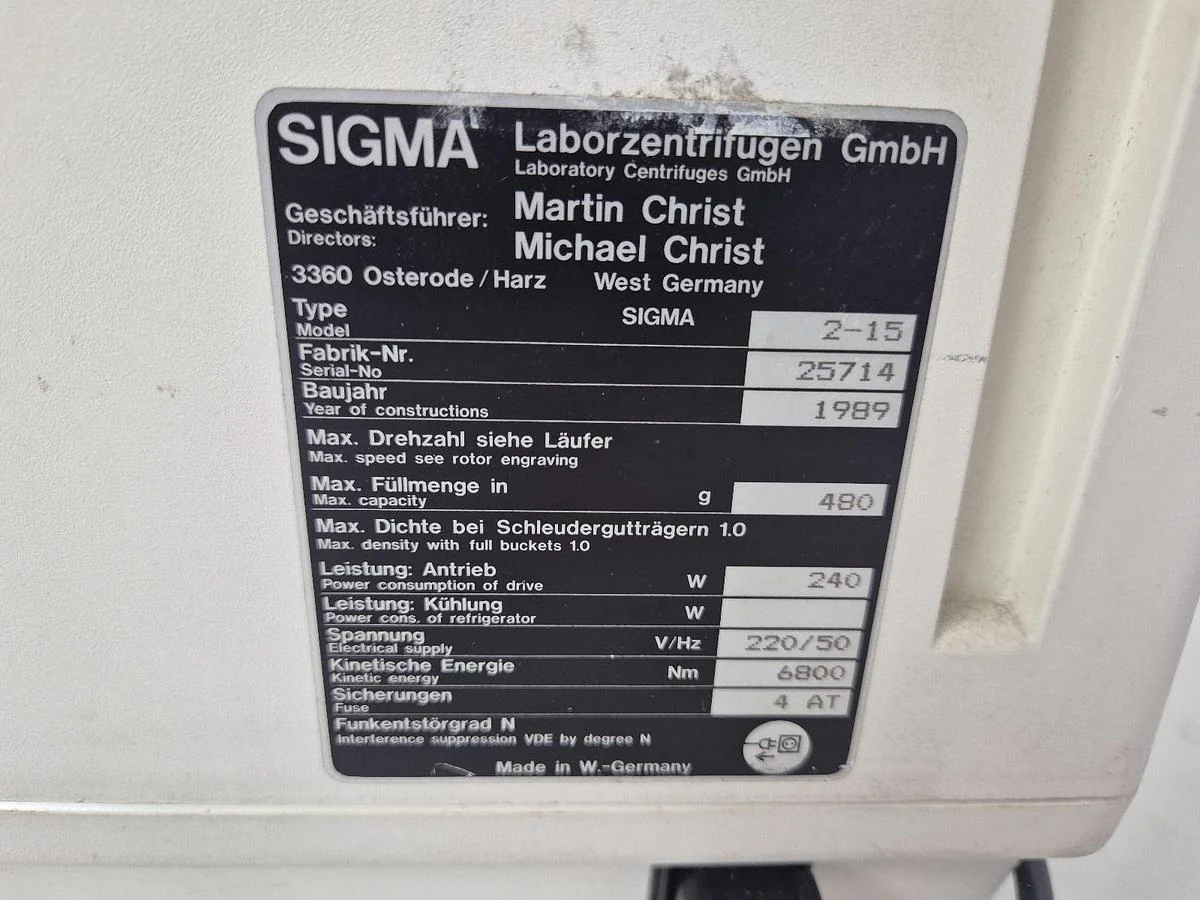 SIGMA Laborzentrifugen GmbH
Laboratory Centrifuges GmbH
Geschäftsführer: Martin Christ
Directors: Michael Christ
3360 Osterode/Harz West Germany
Type SIGMA 2-15
Model
Fabrik-Nr. 25714
Serial-No
Baujahr 1989
Year of constructions
Max. Drehzahl siehe Läufer
Max. speed see rotor engraving
Max. Füllmenge in g 480
Max. capacity
Max. Dichte bei Schleudergutträgern 1.0
Max. density with full buckets 1.0
Leistung: Antrieb W 240
Power consumption of drive
Leistung: Kühlung W
Power cons. of refrigerator
Spannung V/Hz 220/50
Electrical supply
Kinetische Energie Nm 6800
Kinetic energy
Sicherungen 4 AT
Fuse
Funkentstörgrad N
Interference suppression VDE by degree N
Made in W.-Germany